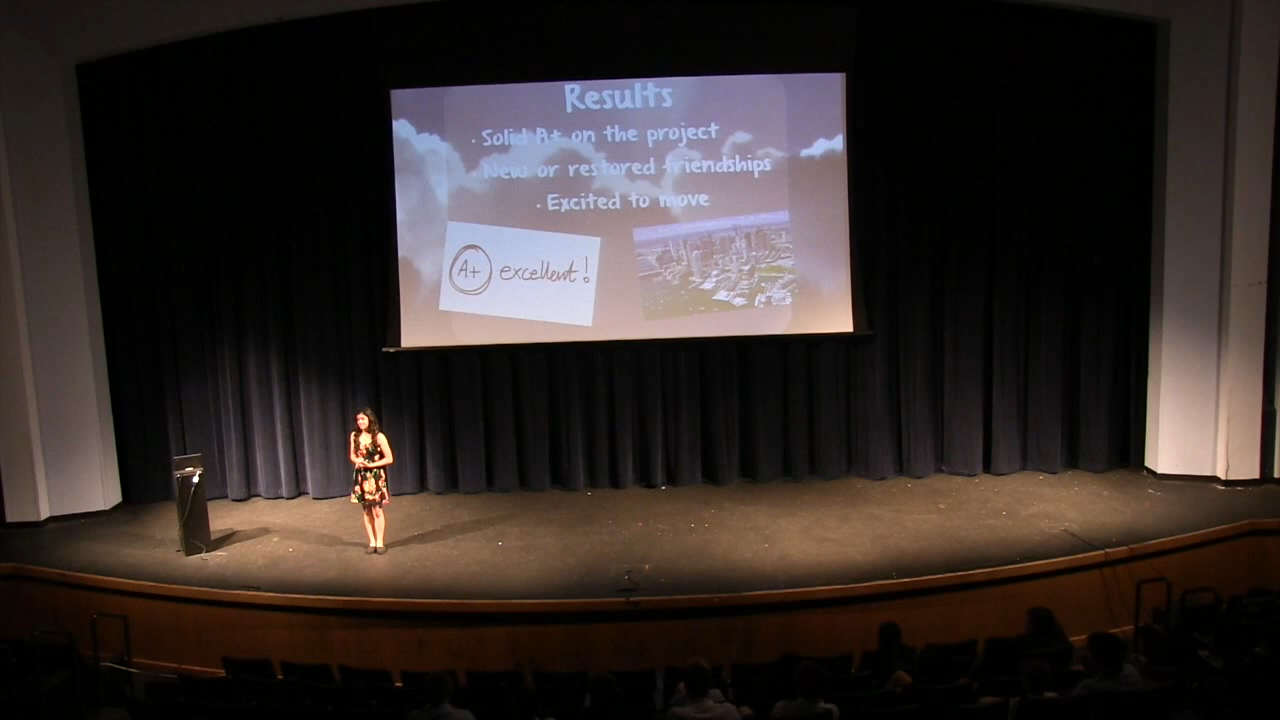 Results
· Solid A+ on the project
· New or restored friendships
· Excited to move
A+ excellent!